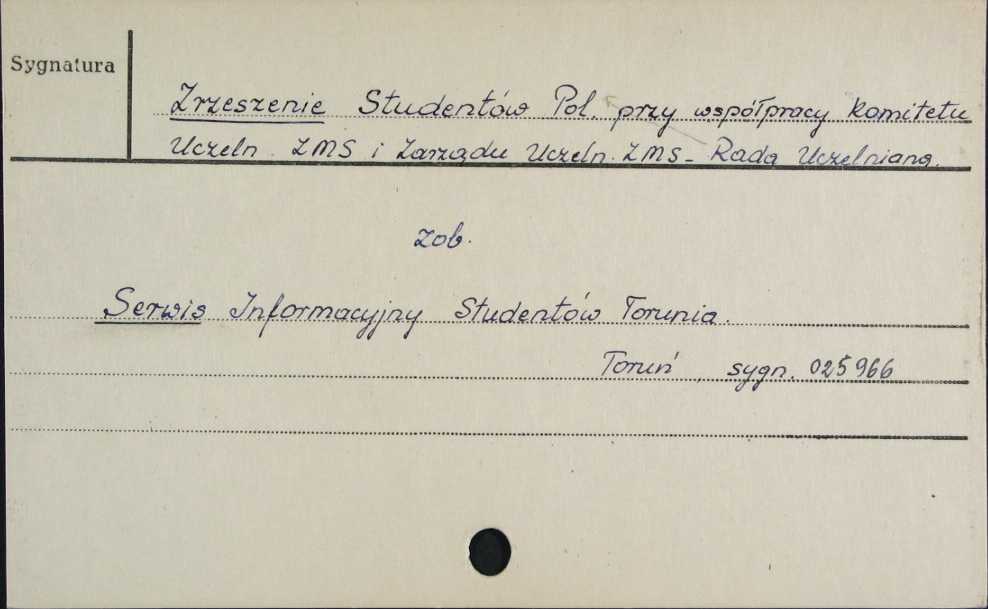 Sygnatura
Zrzeszenie Studentów Pol. przy współpracy Komitetu
Uczeln. ZMS i Zarządu Uczeln. ZMS - Rada Uczelniana.
zob.
Serwis Informacyjny Studentów Torunia.
Toruń, sygn. 025966